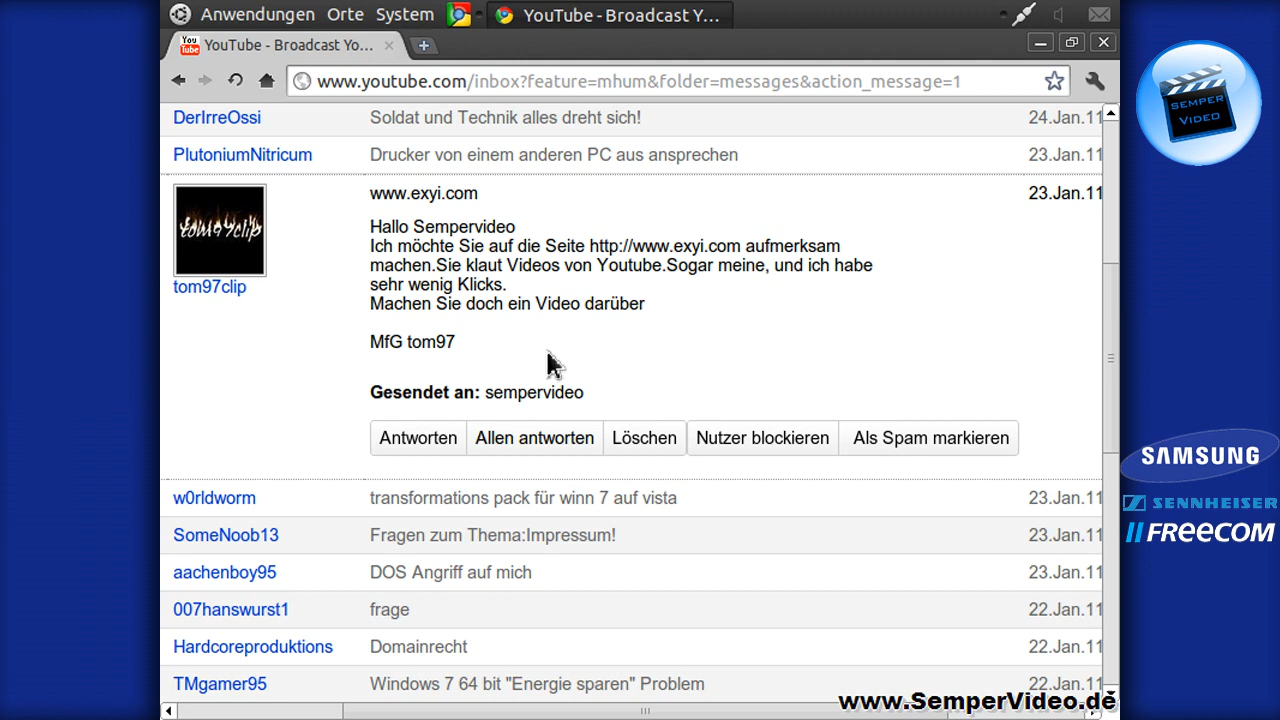 Anwendungen Orte System YouTube - Broadcast Y...
SEMPER
VIDEO
You
Tube
YouTube - Broadcast Yo...
www.youtube.com/inbox?feature=mhum&folder=messages&action_message=1
DerIrreOssi Soldat und Technik alles dreht sich! 24.Jan.11
PlutoniumNitricum Drucker von einem anderen PC aus ansprechen 23.Jan.11
www.exyi.com 23.Jan.11
tom97clip
Hallo Sempervideo
Ich möchte Sie auf die Seite http://www.exyi.com aufmerksam
machen.Sie klaut Videos von Youtube.Sogar meine, und ich habe
sehr wenig Klicks.
tom97clip
Machen Sie doch ein Video darüber
MfG tom97
Gesendet an: sempervideo
Antworten Allen antworten Löschen Nutzer blockieren Als Spam markieren
SAMSUNG
SENNHEISER
FREECOM
w0rldworm transformations pack für winn 7 auf vista 23.Jan.11
SomeNoob13 Fragen zum Thema:Impressum! 23.Jan.11
aachenboy95 DOS Angriff auf mich 23.Jan.11
007hanswurst1 frage 22.Jan.11
Hardcoreproduktions Domainrecht 22.Jan.11
TMgamer95 Windows 7 64 bit "Energie sparen" Problem 22.Jan.11
www.SemperVideo.de